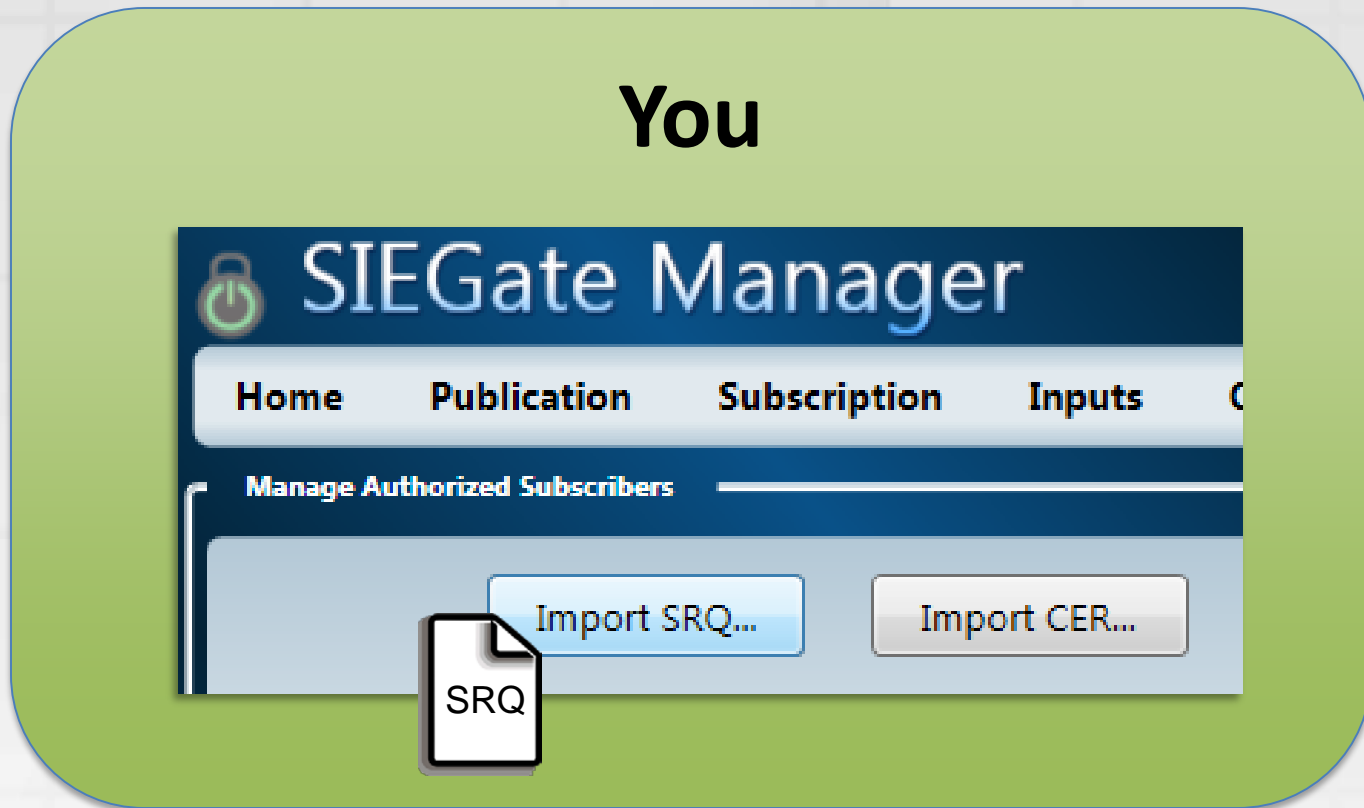 You
SIEGate Manager
Home Publication Subscription Inputs
Manage Authorized Subscribers
Import SRQ... Import CER...
SRQ